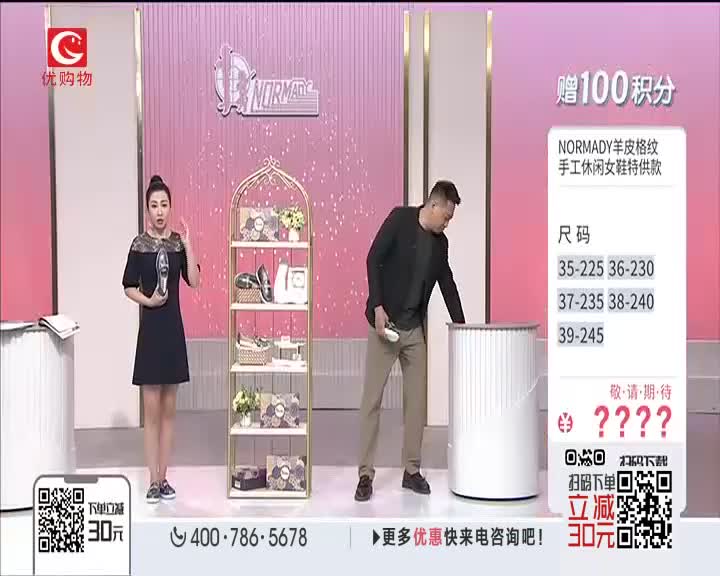 优购物
NORMADY
赠100积分
NORMADY羊皮格纹
手工休闲女鞋特供款
尺码
35-225 36-230
37-235 38-240
39-245
敬·请·期·待
¥ ????
扫码下载
扫码下单
立减
30元
下单立减
30元
400·786·5678
▶更多优惠快来电咨询吧!